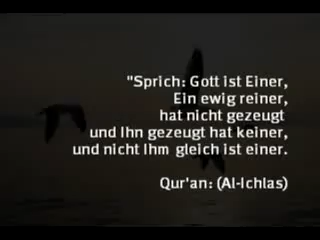 "Sprich: Gott ist Einer,
Ein ewig reiner,
hat nicht gezeugt
und Ihn gezeugt hat keiner,
und nicht Ihm gleich ist einer.
Qur'an: (Al-Ichlas)